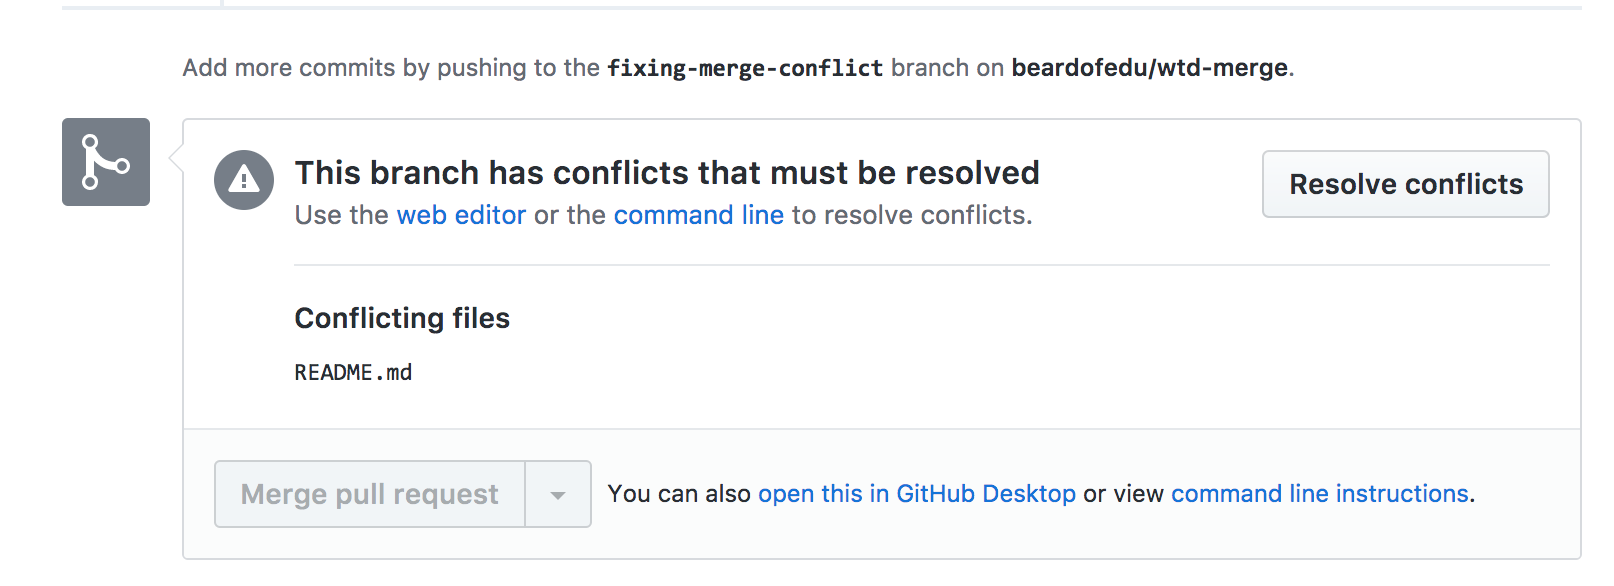 Add more commits by pushing to the fixing-merge-conflict branch on beardofedu/wtd-merge.
This branch has conflicts that must be resolved
Resolve conflicts
Use the web editor or the command line to resolve conflicts.
Conflicting files
README.md
Merge pull request
You can also open this in GitHub Desktop or view command line instructions.